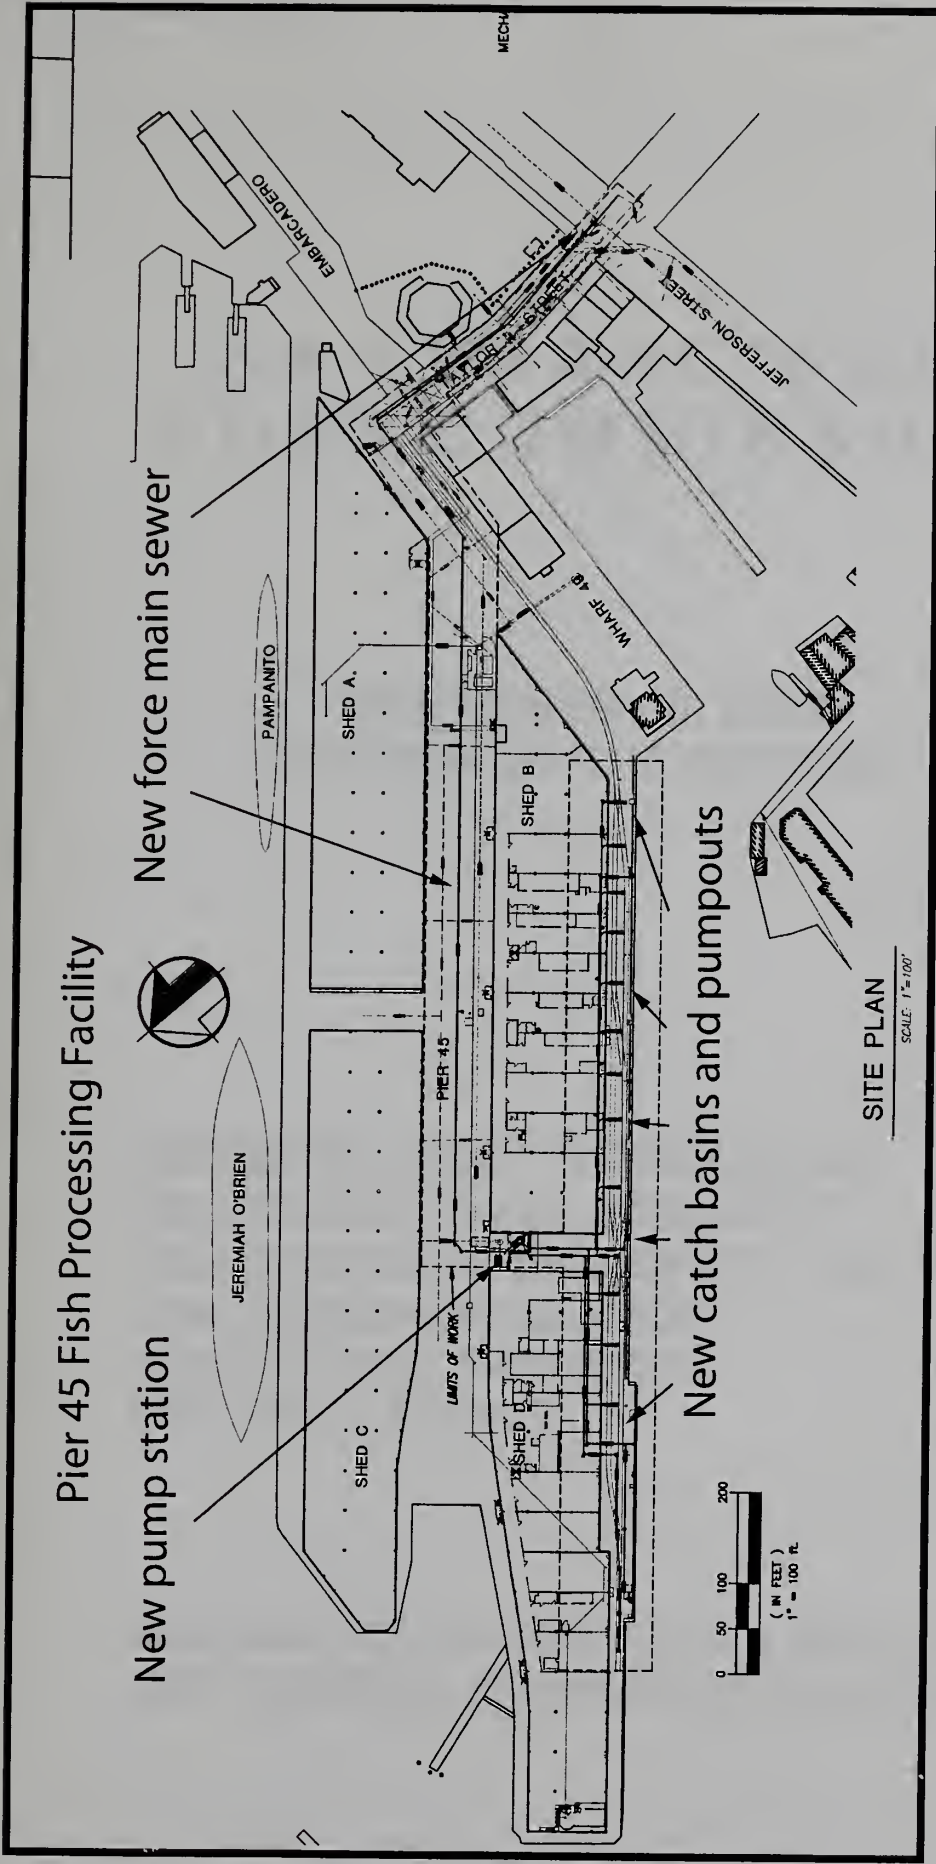 Pier 45 Fish Processing Facility
New pump station
New force main sewer
JEREMIAH O'BRIEN
PAMPANITO
EMBARCADERO
MECH
SHED C
SHED A
LIMITS OF WORK
PIER 45
TAYLOR STREET
SHED D
SHED B
WHARF
JEFFERSON STREET
New catch basins and pumpouts
0 50 100 200
( IN FEET )
1" = 100 ft.
SITE PLAN
SCALE: 1"=100'